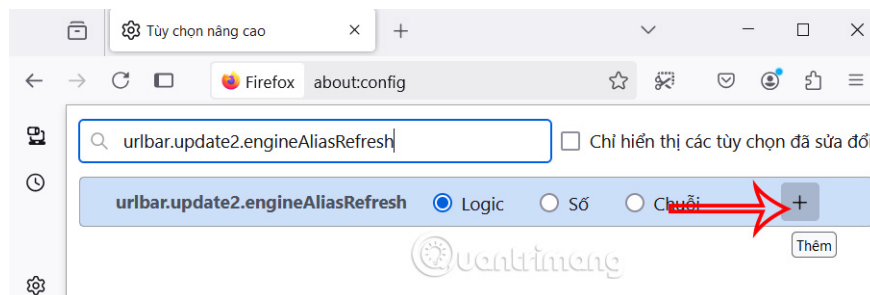 Tùy chọn nâng cao
Firefox about:config
urlbar.update2.engineAliasRefresh Chỉ hiển thị các tùy chọn đã sửa đổi
urlbar.update2.engineAliasRefresh Logic Số Chuỗi
Thêm
Quantrimang